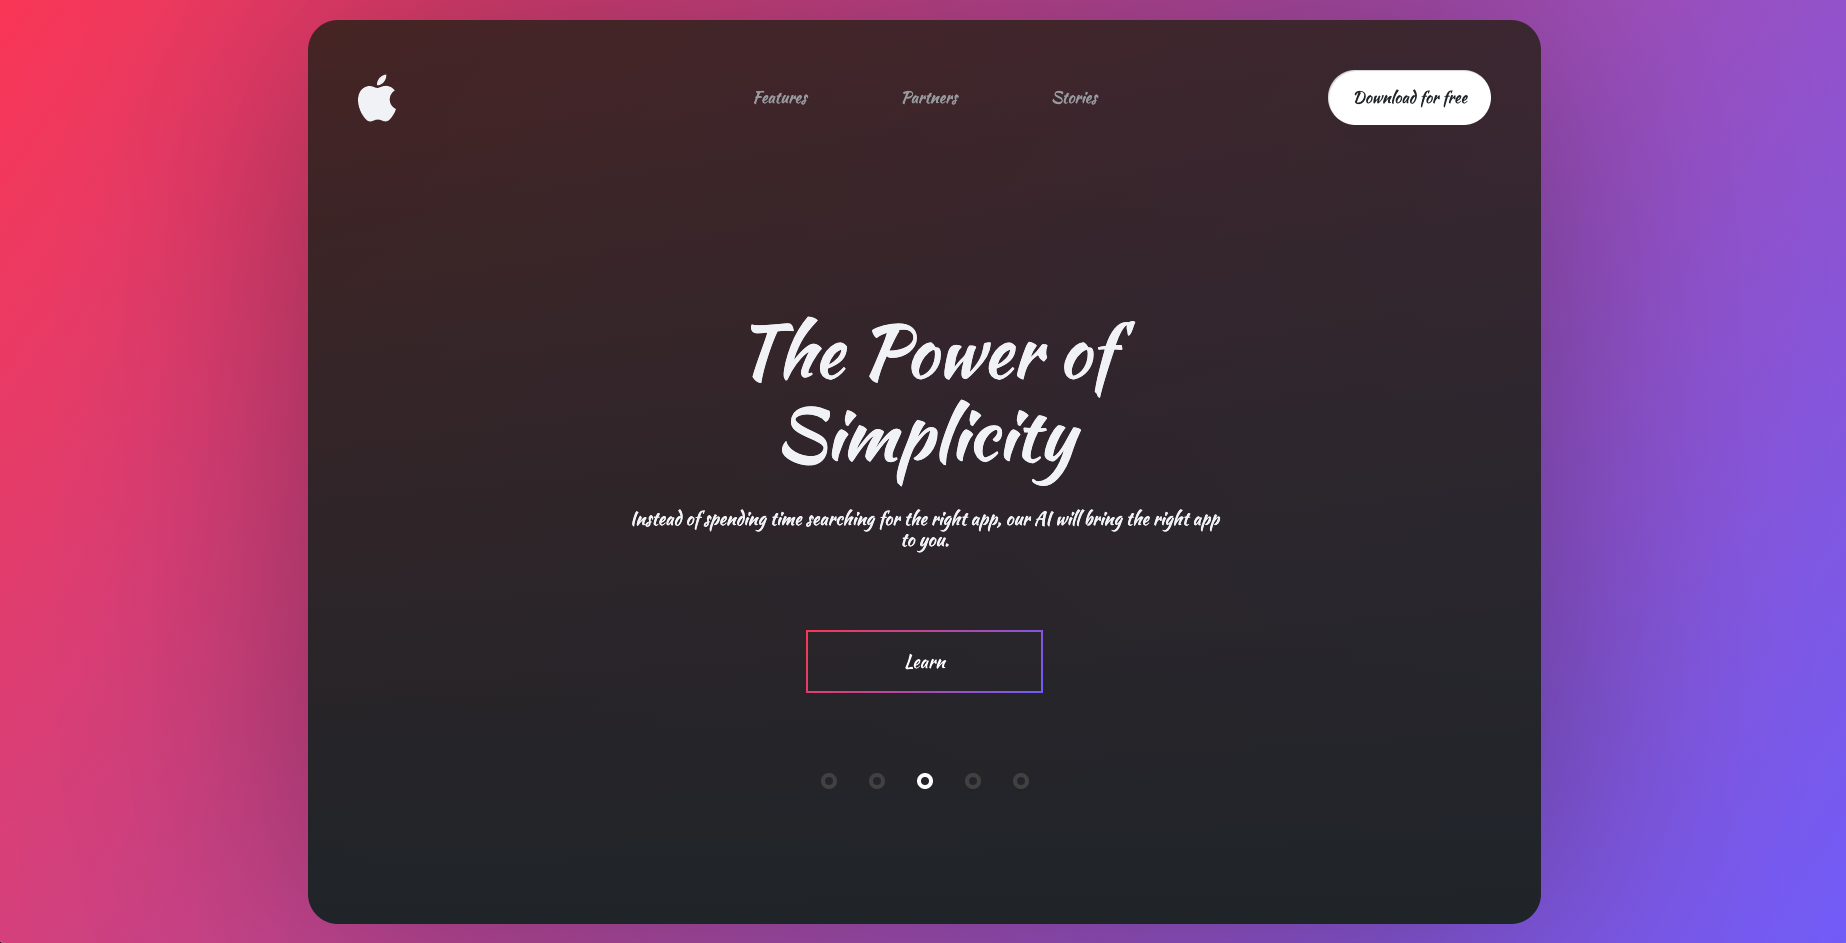 Features
Partners
Stories
Download for free
The Power of
Simplicity
Instead of spending time searching for the right app, our AI will bring the right app
to you.
Learn